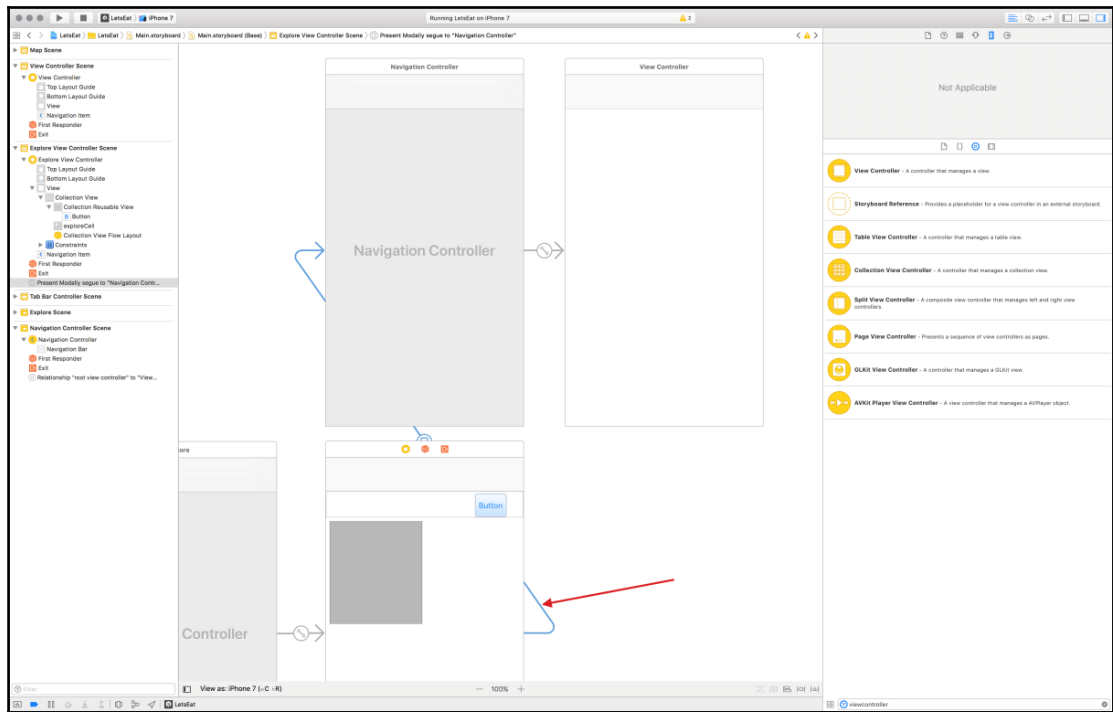 LetsEat
iPhone 7
Running LetsEat on iPhone 7
2
LetsEat
LetsEat
Main.storyboard
Main.storyboard (Base)
Explore View Controller Scene
Present Modally segue to "Navigation Controller"
Map Scene
View Controller Scene
View Controller
Top Layout Guide
Bottom Layout Guide
View
Navigation Item
First Responder
Exit
Explore View Controller Scene
Explore View Controller
Top Layout Guide
Bottom Layout Guide
View
Collection View
Collection Reusable View
Button
exploreCell
Collection View Flow Layout
Constraints
Navigation Item
First Responder
Exit
Present Modally segue to "Navigation Contr...
Tab Bar Controller Scene
Explore Scene
Navigation Controller Scene
Navigation Controller
Navigation Bar
First Responder
Exit
Relationship "root view controller" to "View...
Filter
Navigation Controller
View Controller
Navigation Controller
ore
Button
Controller
View as: iPhone 7 (wC hR)
100%
LetsEat
Not Applicable
View Controller - A controller that manages a view.
Storyboard Reference - Provides a placeholder for a view controller in an external storyboard.
Table View Controller - A controller that manages a table view.
Collection View Controller - A controller that manages a collection view.
Split View Controller - A composite view controller that manages left and right view
controllers.
Page View Controller - Presents a sequence of view controllers as pages.
GLKit View Controller - A controller that manages a GLKit view.
AVKit Player View Controller - A view controller that manages a AVPlayer object.
viewcontroller